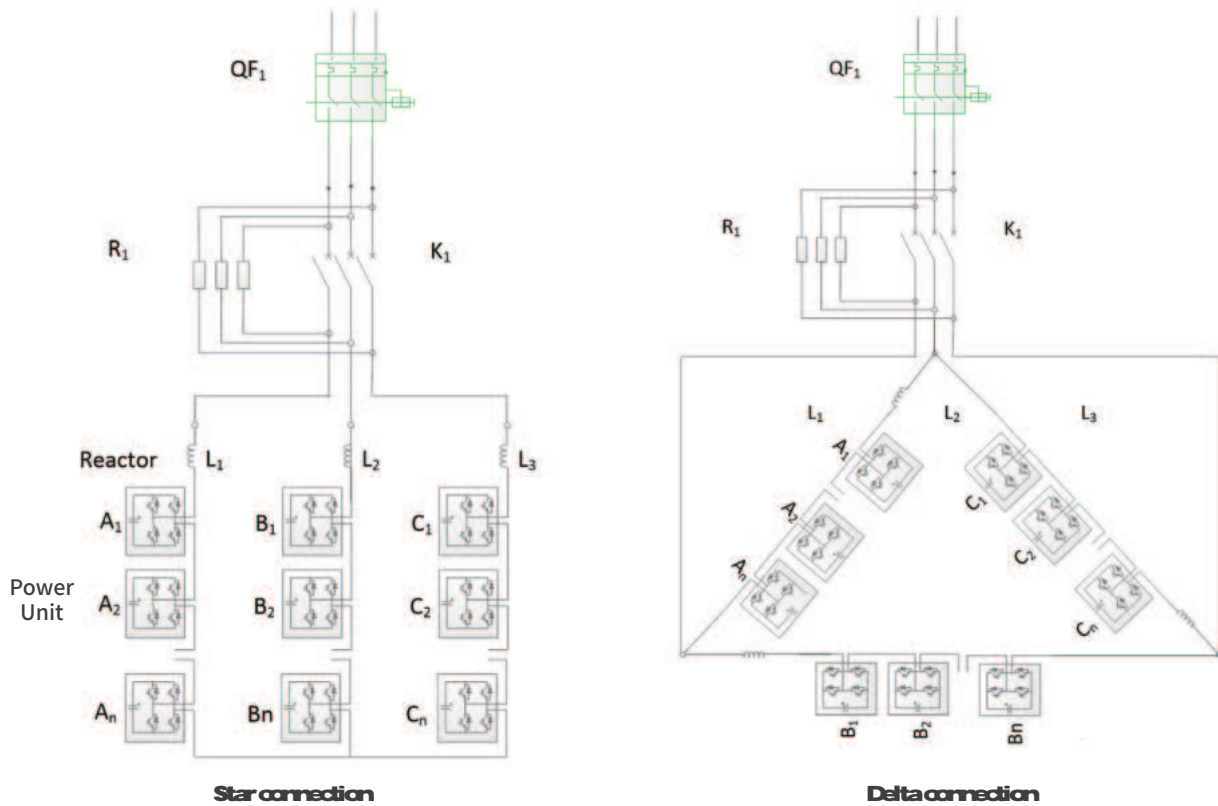 QF₁
R₁
K₁
Reactor
L₁
L₂
L₃
A₁
B₁
C₁
Power
Unit
A₂
B₂
C₂
Aₙ
Bn
Cₙ
Star connection
QF₁
R₁
K₁
L₁
L₂
L₃
A₁
A₂
Aₙ
C₁
C₂
Cₙ
B₁
B₂
Bn
Delta connection